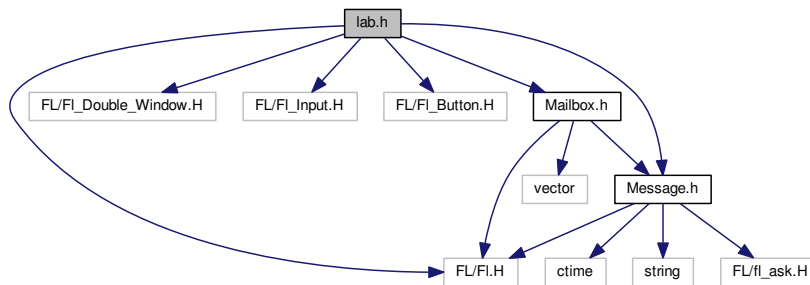 lab.h
FL/Fl_Double_Window.H
FL/Fl_Input.H
FL/Fl_Button.H
Mailbox.h
vector
Message.h
FL/Fl.H
ctime
string
FL/fl_ask.H